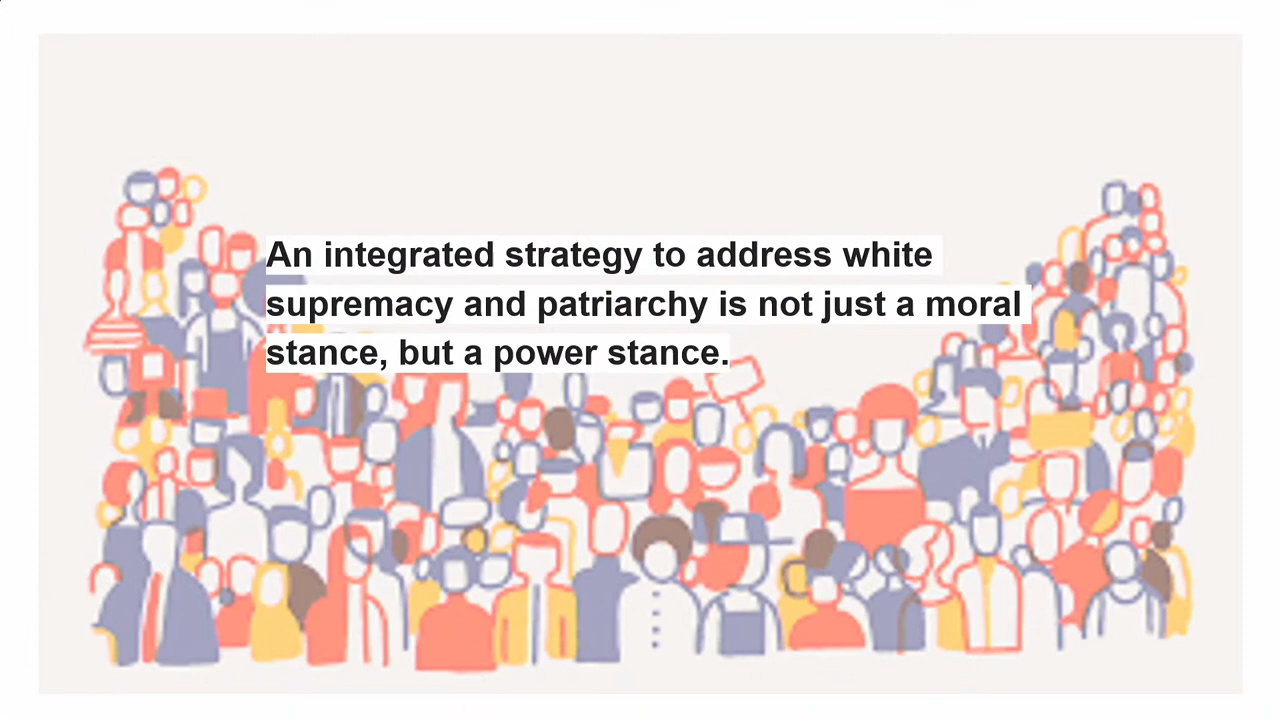 An integrated strategy to address white
supremacy and patriarchy is not just a moral
stance, but a power stance.